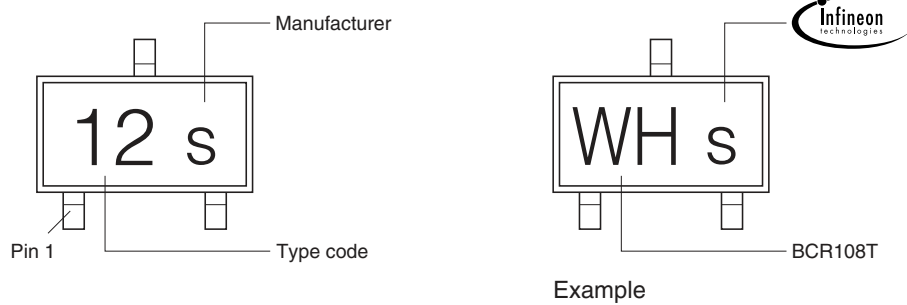 Manufacturer
Infineon
technologies
12 s
WH s
Pin 1
Type code
BCR108T
Example